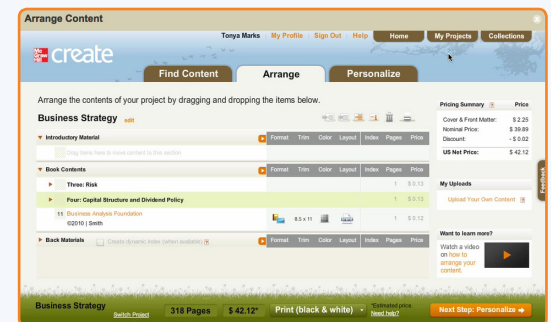 Arrange Content
Tonya Marks My Profile Sign Out Help Home My Projects Collections
Mc Graw Hill create
Find Content Arrange Personalize
Arrange the contents of your project by dragging and dropping the items below.
Business Strategy edit
Introductory Material Format Trim Color Layout Index Pages Price
Drag items here to move content to this section
Book Contents Format Trim Color Layout Index Pages Price
Three: Risk 1 $ 0.13
Four: Capital Structure and Dividend Policy 1 $ 0.13
11 Business Analysis Foundation 8.5 x 11 1 $ 0.12
©2010 | Smith
Back Materials Create dynamic index (when available) Format Trim Color Layout Index Pages Price
Pricing Summary Price
Cover & Front Matter: $ 2.25
Nominal Price: $ 39.89
Discount: - $ 0.02
US Net Price: $ 42.12
My Uploads
Upload Your Own Content
Want to learn more?
Watch a video
on how to
arrange your
content.
Feedback
Business Strategy Switch Project 318 Pages $ 42.12* Print (black & white) *Estimated price. Need help? Next Step: Personalize